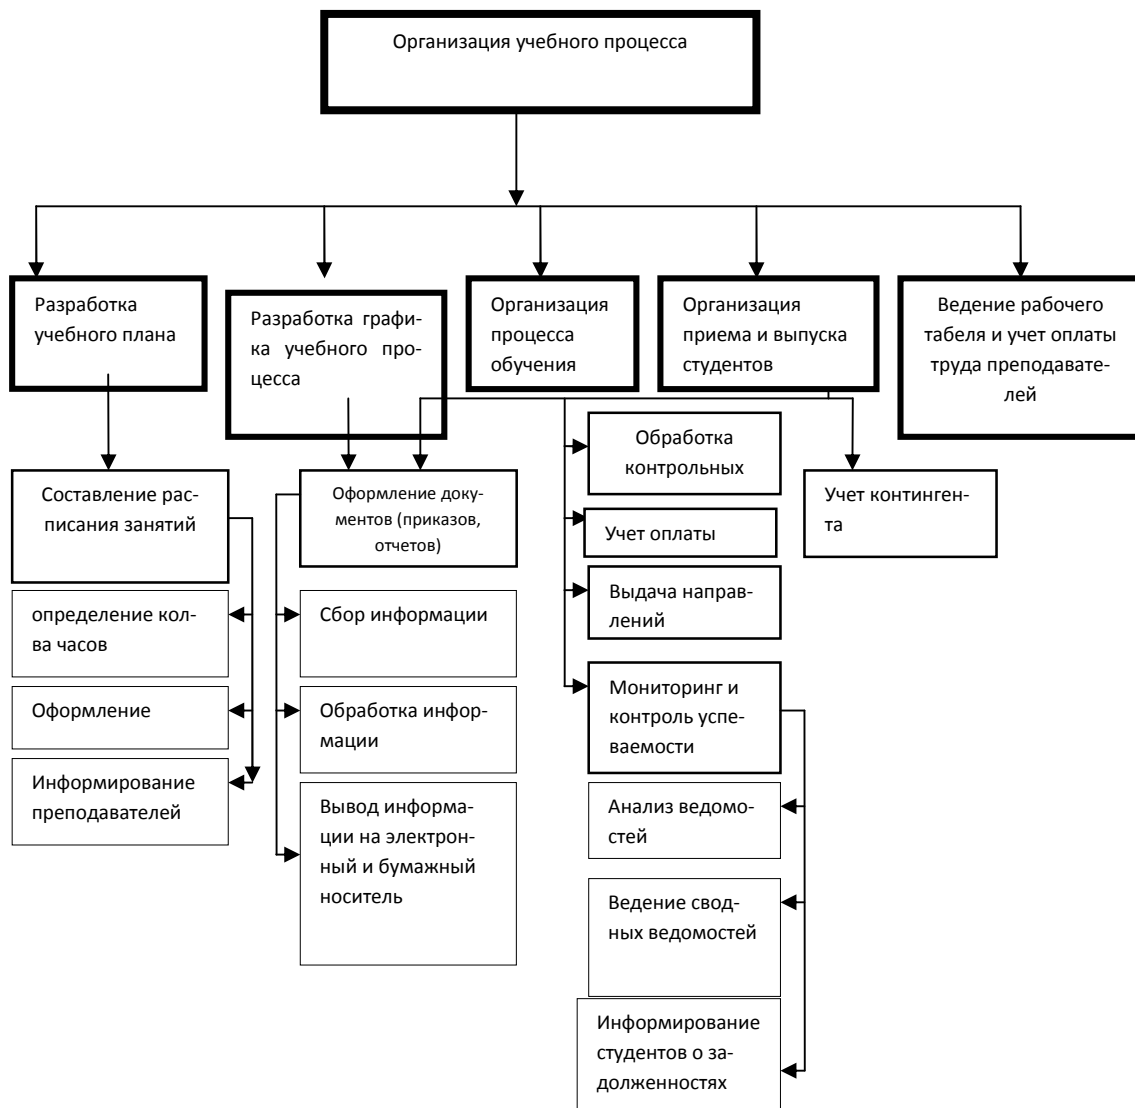 Организация учебного процесса
Разработка
учебного плана
Разработка графи-
ка учебного про-
цесса
Организация
процесса
обучения
Организация
приема и выпуска
студентов
Ведение рабочего
табеля и учет оплаты
труда преподавате-
лей
Составление рас-
писания занятий
определение кол-
ва часов
Оформление
Информирование
преподавателей
Оформление доку-
ментов (приказов,
отчетов)
Сбор информации
Обработка инфор-
мации
Вывод информа-
ции на электрон-
ный и бумажный
носитель
Обработка
контрольных
Учет оплаты
Выдача направ-
лений
Мониторинг и
контроль успе-
ваемости
Анализ ведомо-
стей
Ведение свод-
ных ведомостей
Информирование
студентов о за-
долженностях
Учет континген-
та